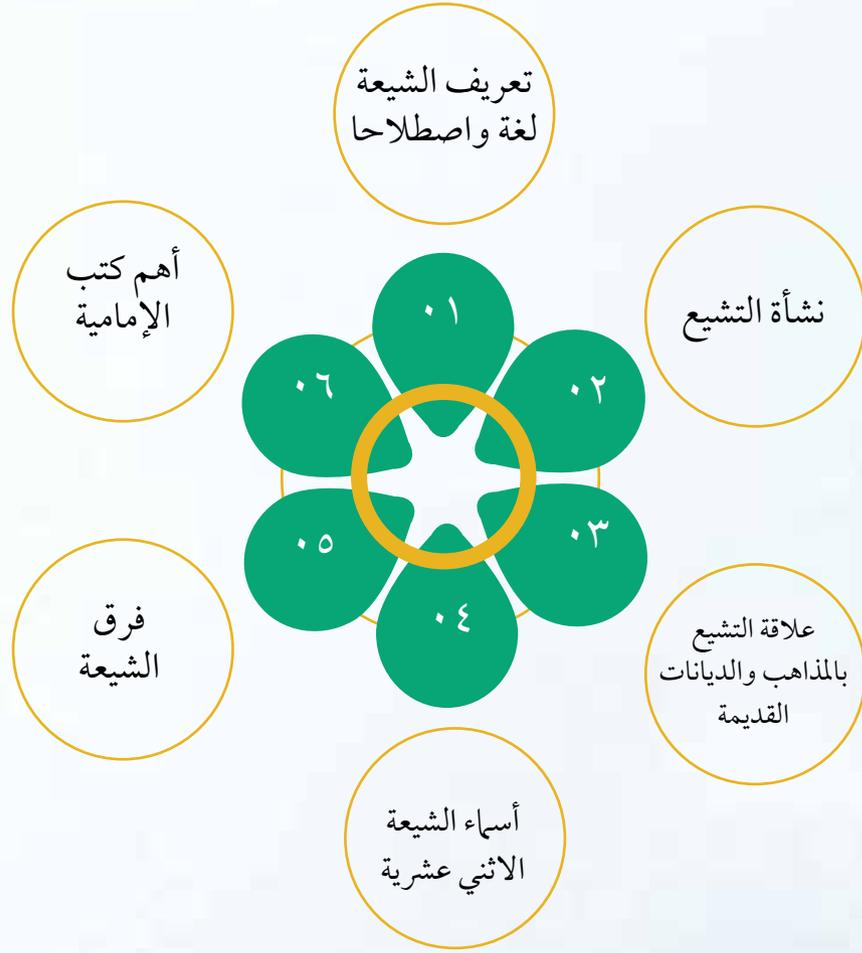 تعريف الشيعة
لغة واصطلاحا
٠١
نشأة التشيع
٠٢
علاقة التشيع
بالمذاهب والديانات
القديمة
٠٣
أسماء الشيعة
الاثني عشرية
٠٤
فرق
الشيعة
٠٥
أهم كتب
الإمامية
٠٦